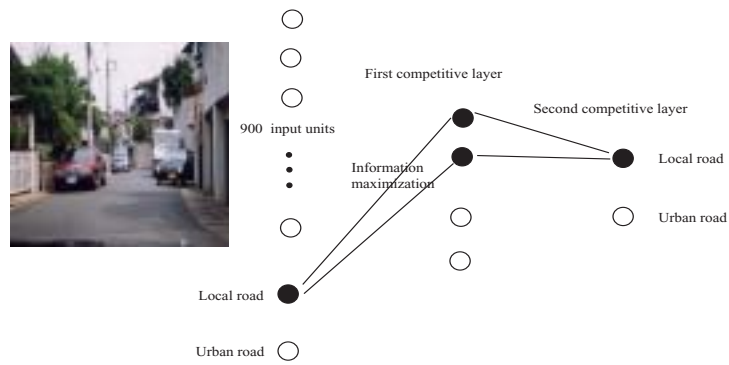 First competitive layer
Second competitive layer
900 input units
Information
maximization
Local road
Urban road
Local road
Urban road